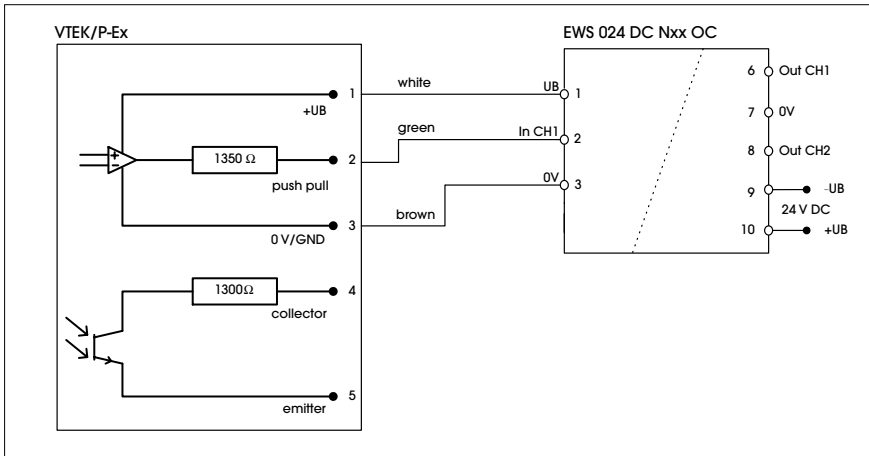 VTEK/P-Ex
EWS 024 DC Nxx OC
1
+UB
1350 Ω
2
push pull
3
0 V/GND
1300Ω
4
collector
5
emitter
white
green
brown
UB
1
In CH1
2
0V
3
6
Out CH1
7
0V
8
Out CH2
9
-UB
24 V DC
10
+UB